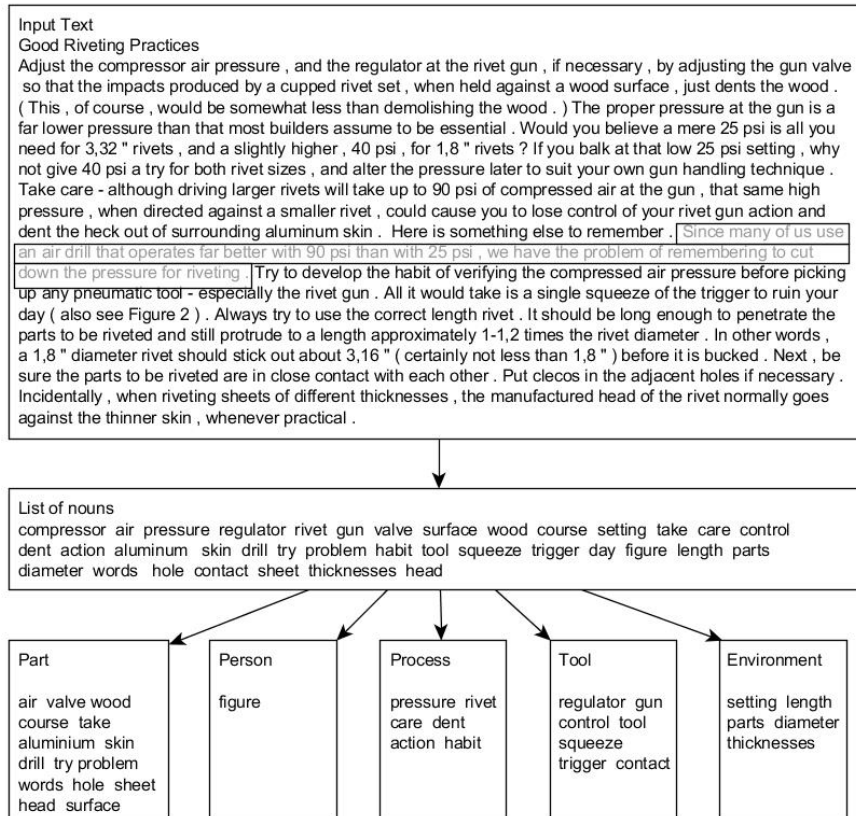 Input Text
Good Riveting Practices
Adjust the compressor air pressure , and the regulator at the rivet gun , if necessary , by adjusting the gun valve
so that the impacts produced by a cupped rivet set , when held against a wood surface , just dents the wood .
( This , of course , would be somewhat less than demolishing the wood . ) The proper pressure at the gun is a
far lower pressure than that most builders assume to be essential . Would you believe a mere 25 psi is all you
need for 3,32 " rivets , and a slightly higher , 40 psi , for 1,8 " rivets ? If you balk at that low 25 psi setting , why
not give 40 psi a try for both rivet sizes , and alter the pressure later to suit your own gun handling technique .
Take care - although driving larger rivets will take up to 90 psi of compressed air at the gun , that same high
pressure , when directed against a smaller rivet , could cause you to lose control of your rivet gun action and
dent the heck out of surrounding aluminum skin . Here is something else to remember . Since many of us use
an air drill that operates far better with 90 psi than with 25 psi , we have the problem of remembering to cut
down the pressure for riveting . Try to develop the habit of verifying the compressed air pressure before picking
up any pneumatic tool - especially the rivet gun . All it would take is a single squeeze of the trigger to ruin your
day ( also see Figure 2 ) . Always try to use the correct length rivet . It should be long enough to penetrate the
parts to be riveted and still protrude to a length approximately 1-1,2 times the rivet diameter . In other words ,
a 1,8 " diameter rivet should stick out about 3,16 " ( certainly not less than 1,8 " ) before it is bucked . Next , be
sure the parts to be riveted are in close contact with each other . Put clecos in the adjacent holes if necessary .
Incidentally , when riveting sheets of different thicknesses , the manufactured head of the rivet normally goes
against the thinner skin , whenever practical .
List of nouns
compressor air pressure regulator rivet gun valve surface wood course setting take care control
dent action aluminum skin drill try problem habit tool squeeze trigger day figure length parts
diameter words hole contact sheet thicknesses head
Part
air valve wood
course take
aluminium skin
drill try problem
words hole sheet
head surface
Person
figure
Process
pressure rivet
care dent
action habit
Tool
regulator gun
control tool
squeeze
trigger contact
Environment
setting length
parts diameter
thicknesses